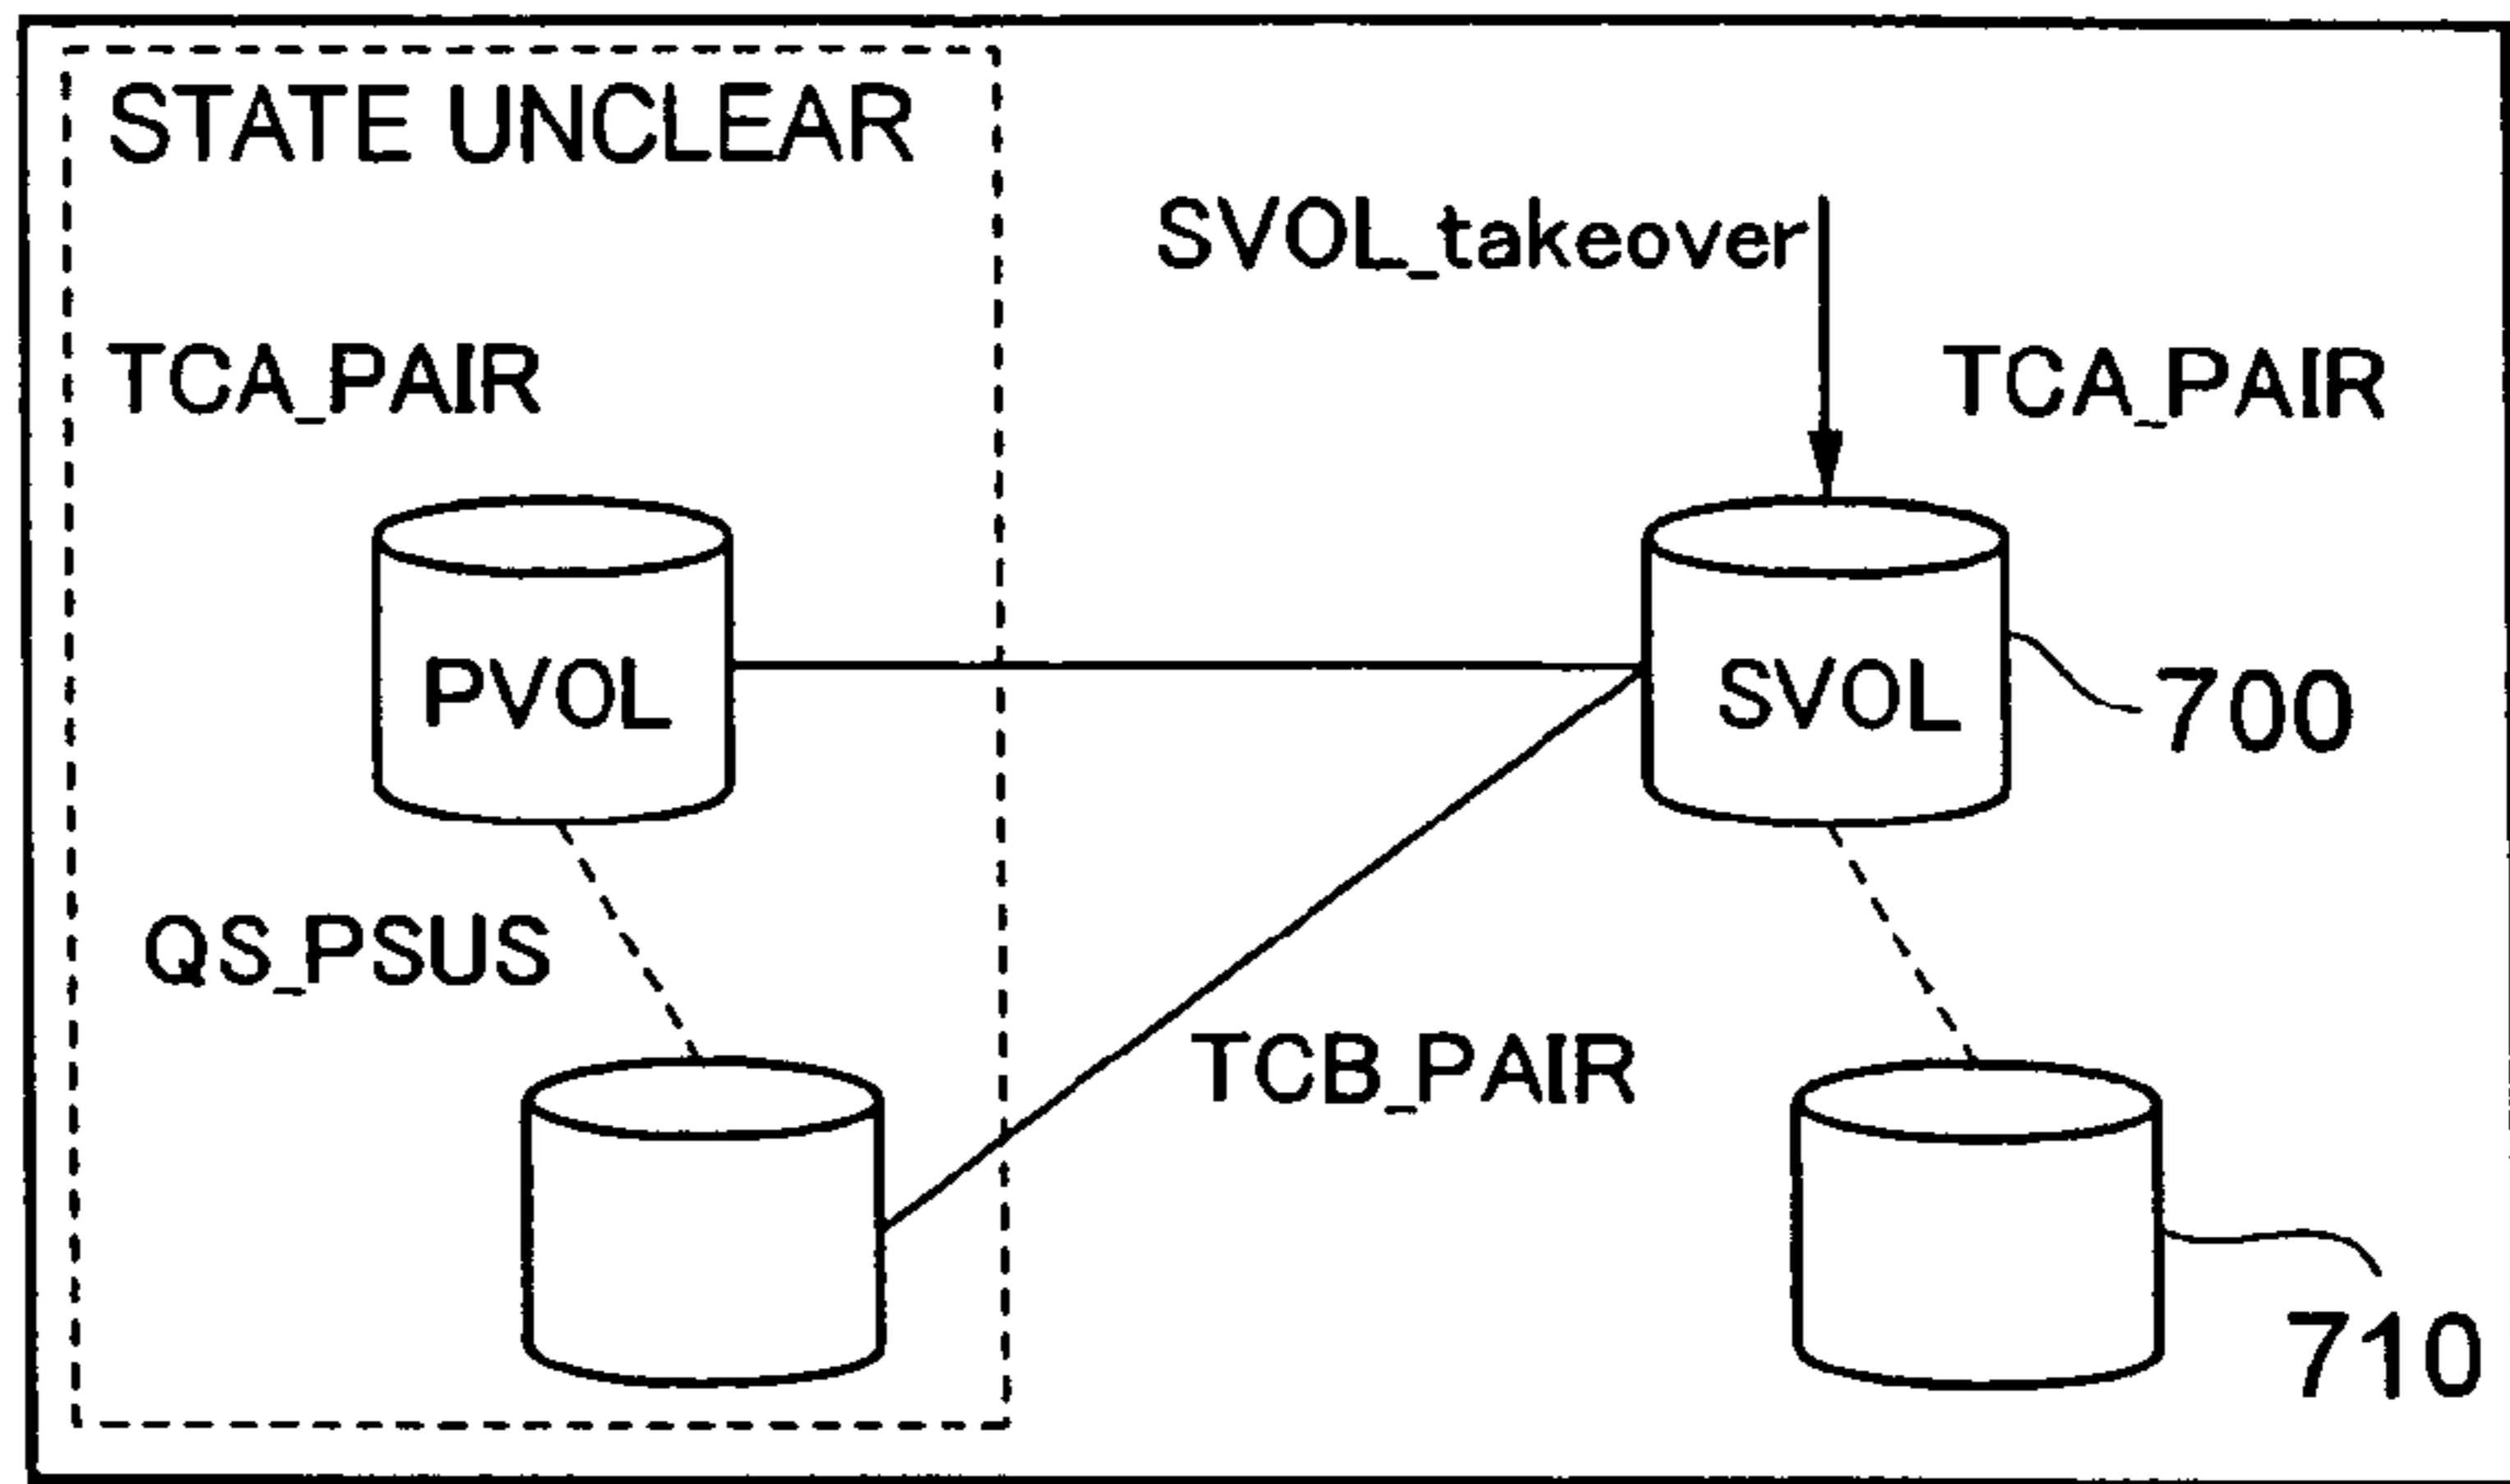 STATE UNCLEAR
SVOL_takeover
TCA_PAIR
TCA_PAIR
PVOL
SVOL
700
QS_PSUS
TCB_PAIR
710